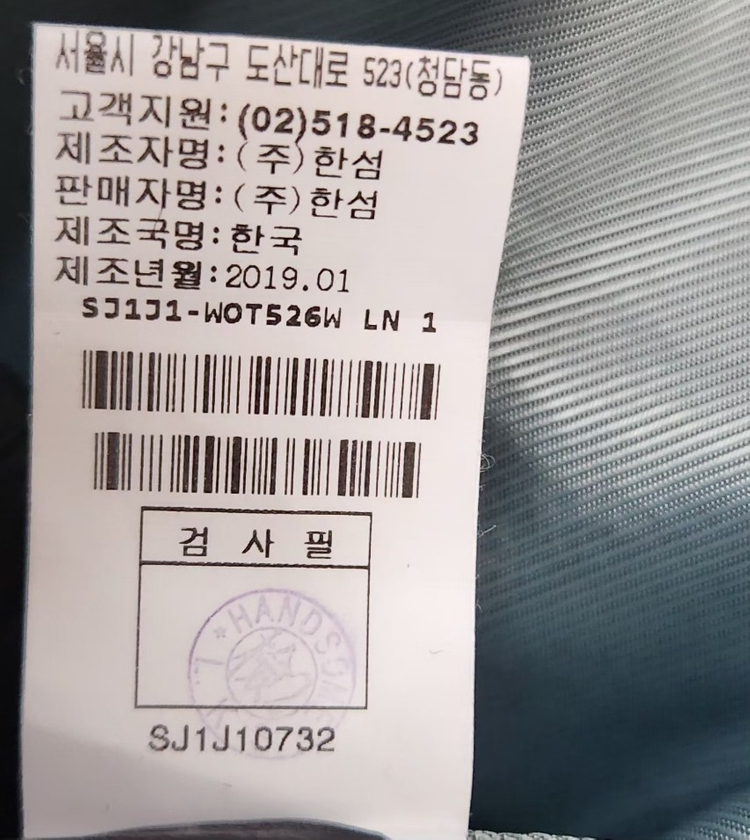 서울시 강남구 도산대로 523(청담동)
고객지원:(02)518-4523
제조자명:(주)한섬
판매자명:(주)한섬
제조국명:한국
제조년월:2019.01
SJ1J1-WOT526W LN 1
검 사 필
*HANDSOME
7
SJ1J10732